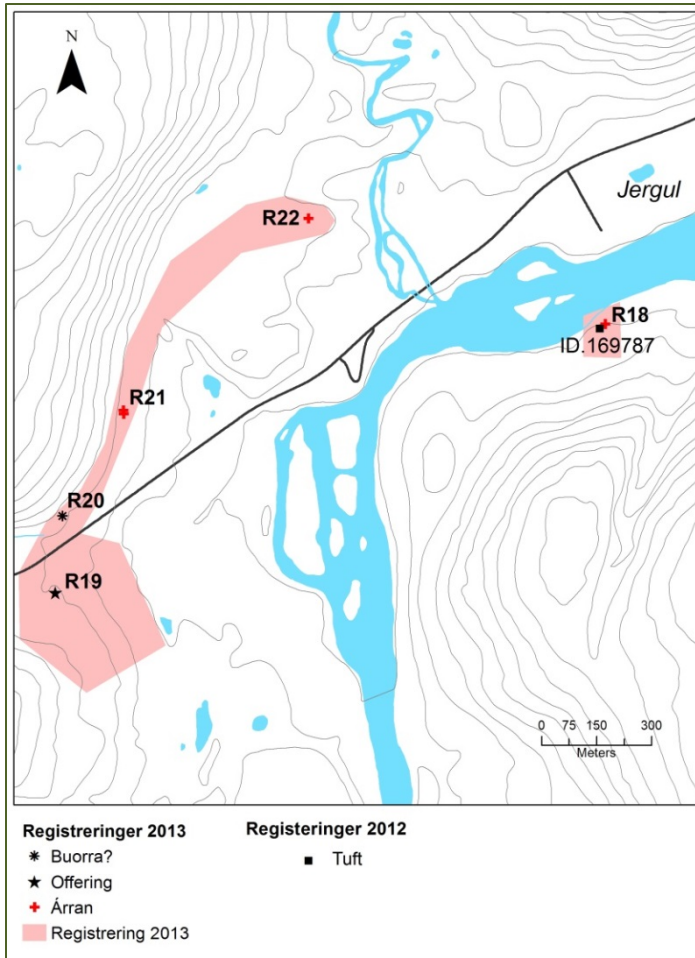 N
Jergul
R22
R18
ID.169787
R21
R20
R19
0 75 150 300
Meters
Registreringer 2013
Buorra?
Offering
Árran
Registrering 2013
Registeringer 2012
Tuft